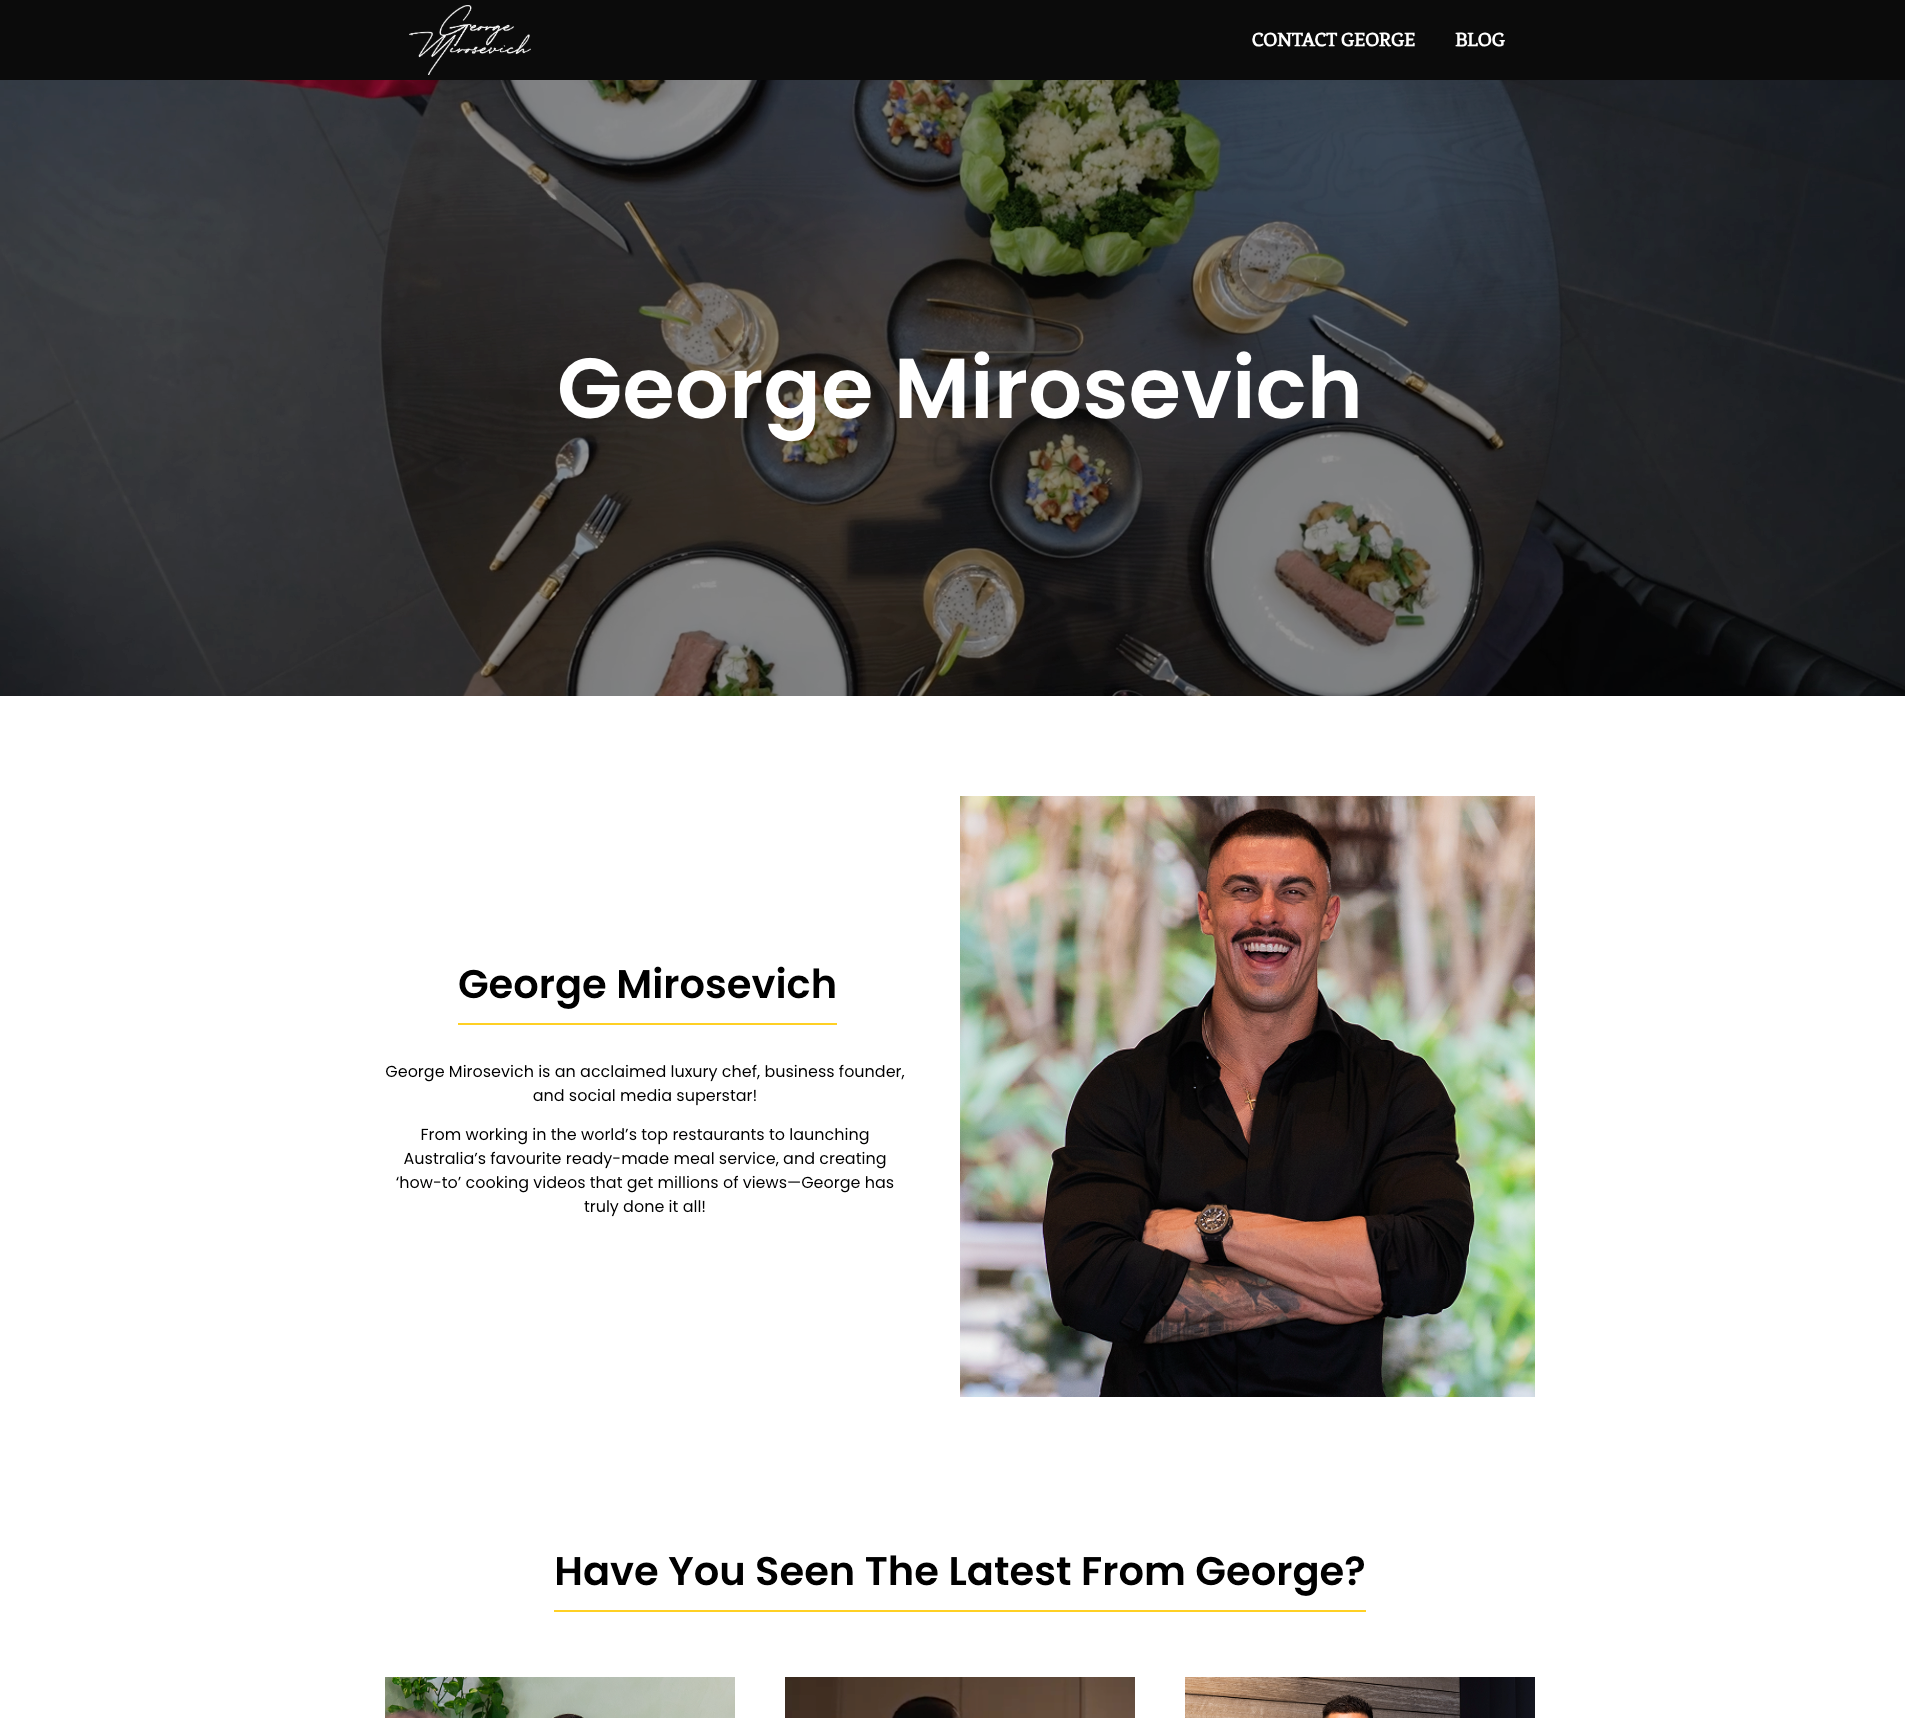 George
Mirosevich
CONTACT GEORGE
BLOG
George Mirosevich
George Mirosevich
George Mirosevich is an acclaimed luxury chef, business founder,
and social media superstar!
From working in the world’s top restaurants to launching
Australia’s favourite ready-made meal service, and creating
‘how-to’ cooking videos that get millions of views—George has
truly done it all!
Have You Seen The Latest From George?